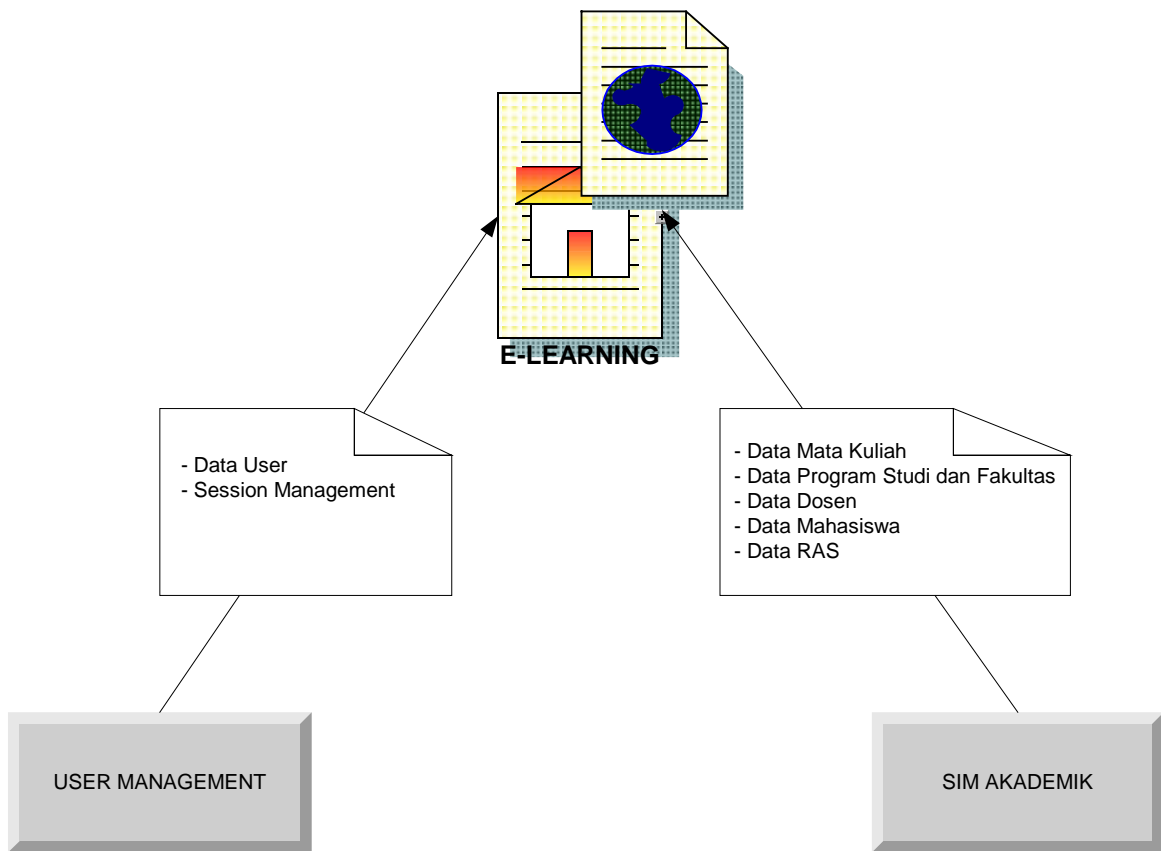 E-LEARNING
- Data User
- Session Management
- Data Mata Kuliah
- Data Program Studi dan Fakultas
- Data Dosen
- Data Mahasiswa
- Data RAS
USER MANAGEMENT
SIM AKADEMIK